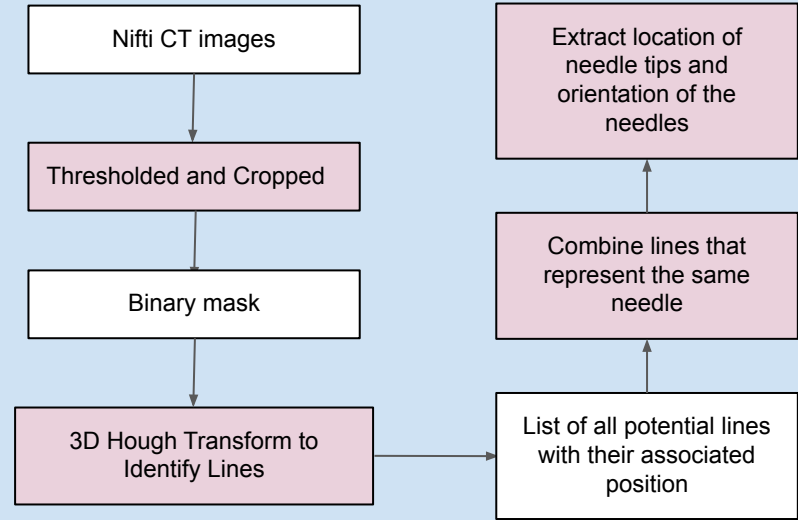 Nifti CT images
Thresholded and Cropped
Binary mask
3D Hough Transform to
Identify Lines
List of all potential lines
with their associated
position
Combine lines that
represent the same
needle
Extract location of
needle tips and
orientation of the
needles